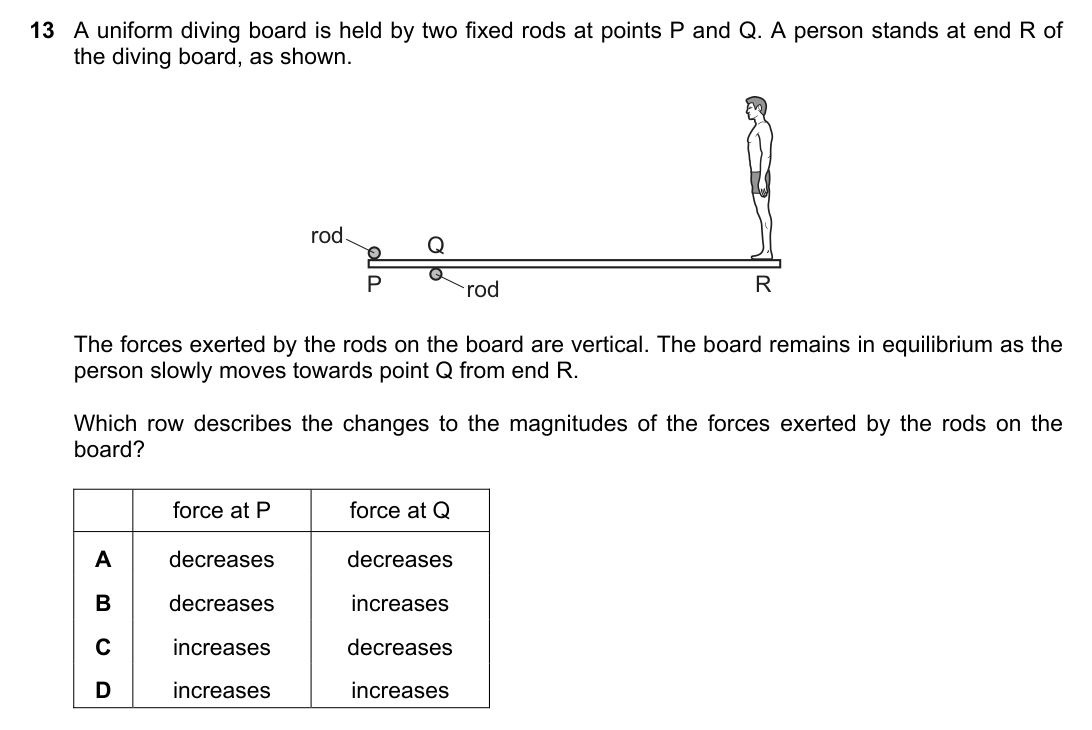 13 A uniform diving board is held by two fixed rods at points P and Q. A person stands at end R of
the diving board, as shown.
rod
Q
P
rod
R
The forces exerted by the rods on the board are vertical. The board remains in equilibrium as the
person slowly moves towards point Q from end R.
Which row describes the changes to the magnitudes of the forces exerted by the rods on the
board?
force at P force at Q
A decreases decreases
B decreases increases
C increases decreases
D increases increases